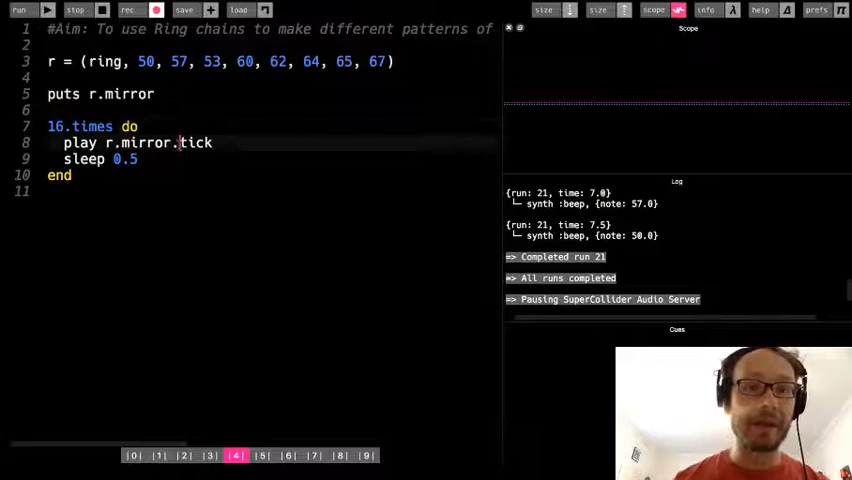 run stop rec save load size size scope info help prefs
1 #Aim: To use Ring chains to make different patterns of
2
3 r = (ring, 50, 57, 53, 60, 62, 64, 65, 67)
4
5 puts r.mirror
6
7 16.times do
8 play r.mirror.tick
9 sleep 0.5
10 end
11
Scope
Log
{run: 21, time: 7.0}
└─ synth :beep, {note: 57.0}
{run: 21, time: 7.5}
└─ synth :beep, {note: 50.0}
=> Completed run 21
=> All runs completed
=> Pausing SuperCollider Audio Server
Cues
|0| |1| |2| |3| |4| |5| |6| |7| |8| |9|